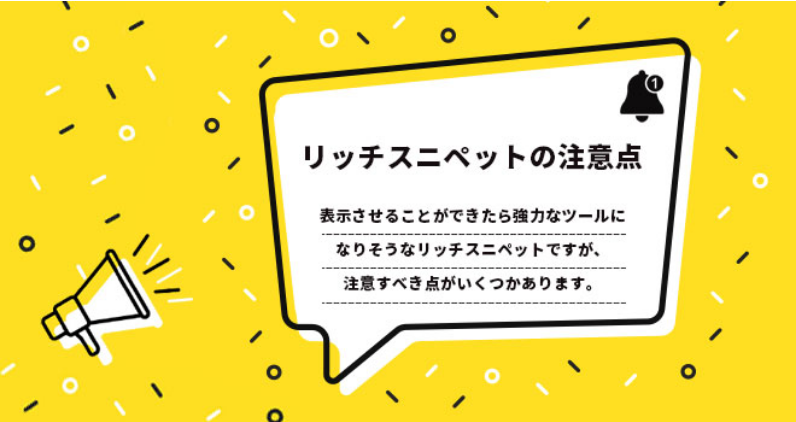 1
リッチスニペットの注意点
表示させることができたら強力なツールに
なりそうなリッチスニペットですが、
注意すべき点がいくつかあります。